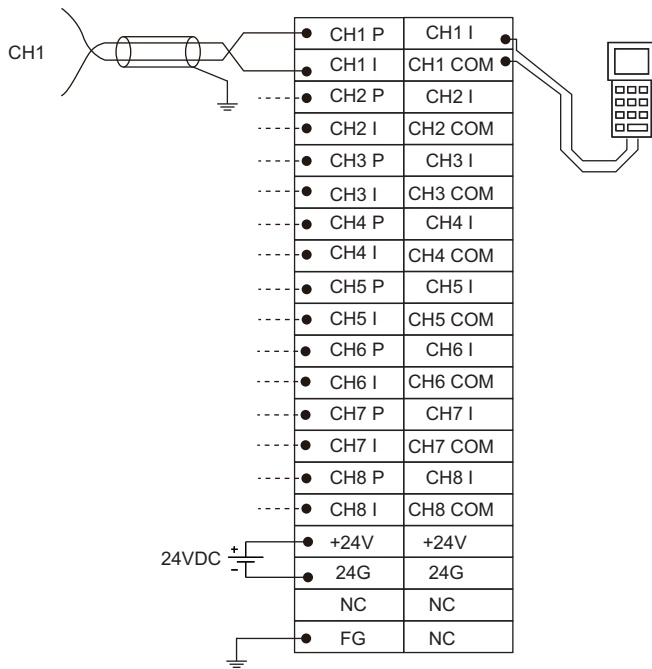 CH1
CH1 P CH1 I
CH1 I CH1 COM
CH2 P CH2 I
CH2 I CH2 COM
CH3 P CH3 I
CH3 I CH3 COM
CH4 P CH4 I
CH4 I CH4 COM
CH5 P CH5 I
CH5 I CH5 COM
CH6 P CH6 I
CH6 I CH6 COM
CH7 P CH7 I
CH7 I CH7 COM
CH8 P CH8 I
CH8 I CH8 COM
+24V +24V
24VDC + -
24G 24G
NC NC
FG NC